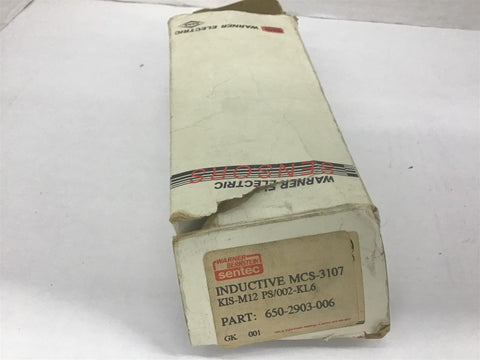 WARNER ELECTRIC
SENSORS
WARNER ELECTRIC
WARNER
BERNSTEIN
sentec
INDUCTIVE MCS-3107
KIS-M12 PS/002-KL6
PART: 650-2903-006
GK 001